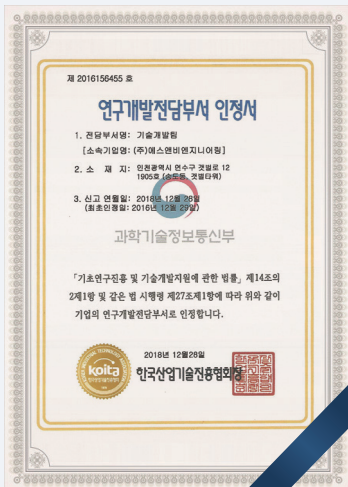 제 2016156455 호
연구개발전담부서 인정서
1. 전담부서명: 기술개발팀
[소속기업명: (주)에스앤비엔지니어링]
2. 소 재 지: 인천광역시 연수구 갯벌로 12
1905호 (송도동, 갯벌타워)
3. 신고 연월일: 2018년 12월 28일
(최초인정일: 2016년 12월 29일)
과학기술정보통신부
「기초연구진흥 및 기술개발지원에 관한 법률」 제14조의
2제1항 및 같은 법 시행령 제27조제1항에 따라 위와 같이
기업의 연구개발전담부서로 인정합니다.
2018년 12월28일
koita
한국산업기술진흥협회장